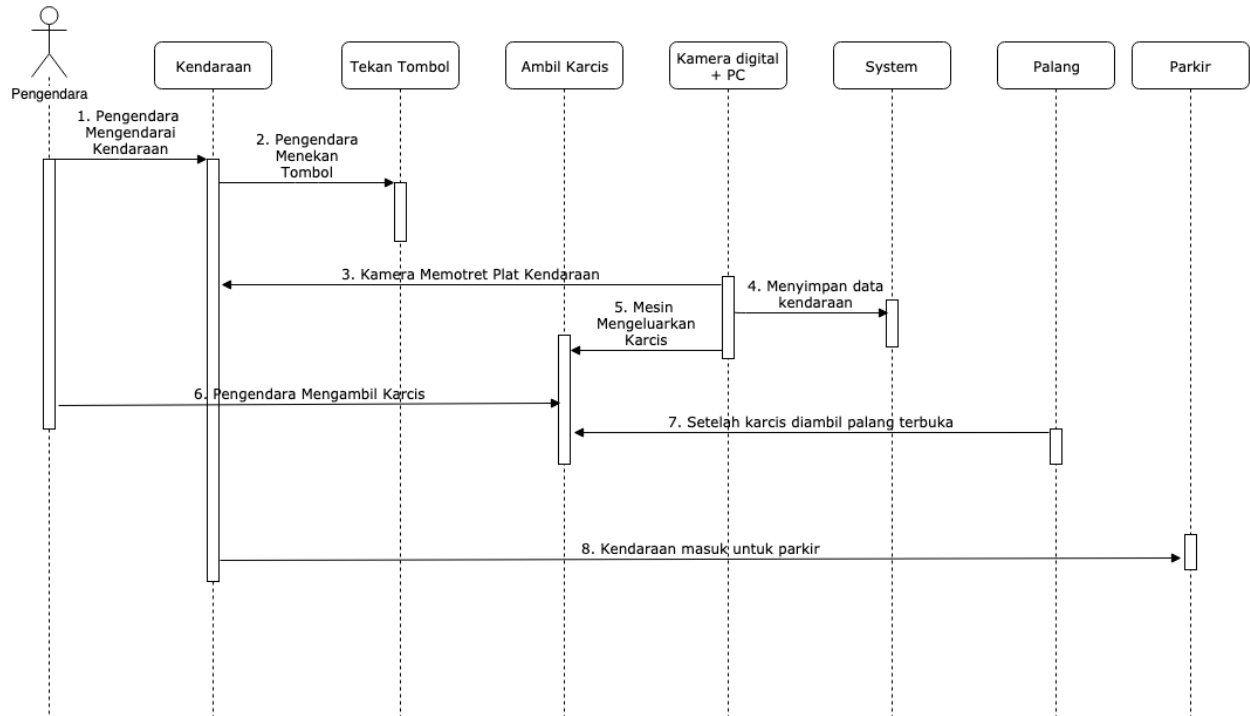 Pengendara
Kendaraan
Tekan Tombol
Ambil Karcis
Kamera digital
+ PC
System
Palang
Parkir
1. Pengendara
Mengendarai
Kendaraan
2. Pengendara
Menekan
Tombol
3. Kamera Memotret Plat Kendaraan
4. Menyimpan data
kendaraan
5. Mesin
Mengeluarkan
Karcis
6. Pengendara Mengambil Karcis
7. Setelah karcis diambil palang terbuka
8. Kendaraan masuk untuk parkir